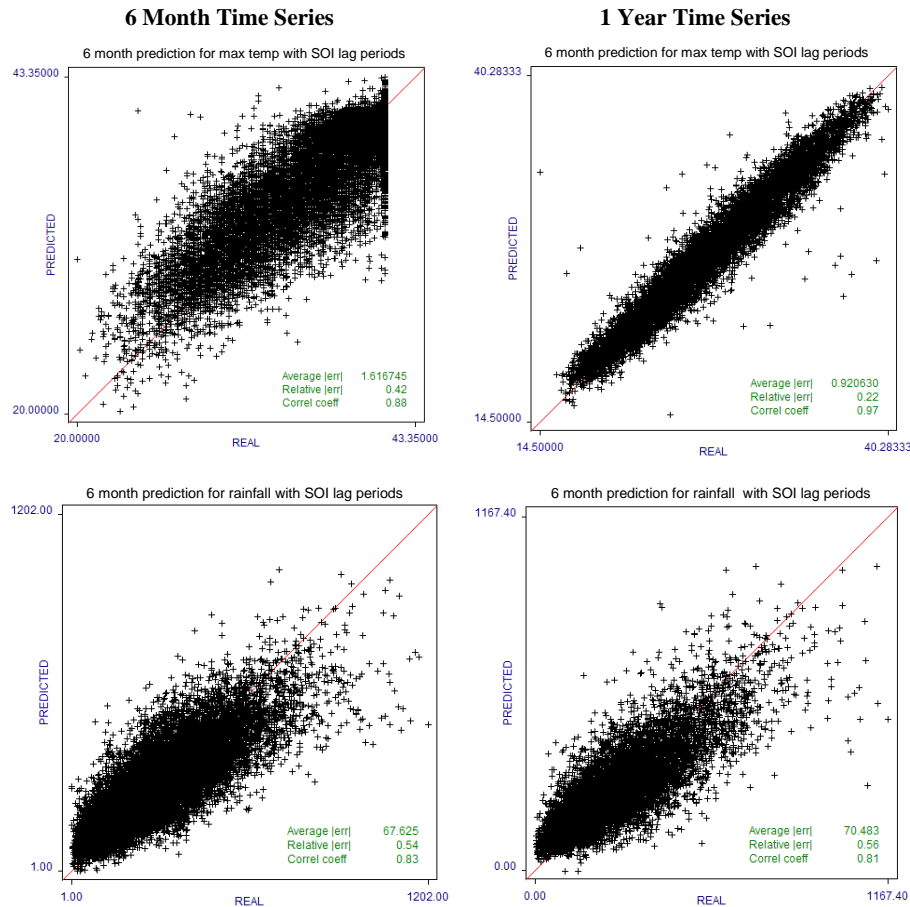 6 Month Time Series
1 Year Time Series
6 month prediction for max temp with SOI lag periods
43.35000
PREDICTED
20.00000
Average |err| 1.616745
Relative |err| 0.42
Correl coeff 0.88
20.00000
REAL
43.35000
6 month prediction for max temp with SOI lag periods
40.28333
PREDICTED
14.50000
Average |err| 0.920630
Relative |err| 0.22
Correl coeff 0.97
14.50000
REAL
40.28333
6 month prediction for rainfall with SOI lag periods
1202.00
PREDICTED
1.00
Average |err| 67.625
Relative |err| 0.54
Correl coeff 0.83
1.00
REAL
1202.00
6 month prediction for rainfall with SOI lag periods
1167.40
PREDICTED
0.00
Average |err| 70.483
Relative |err| 0.56
Correl coeff 0.81
0.00
REAL
1167.40